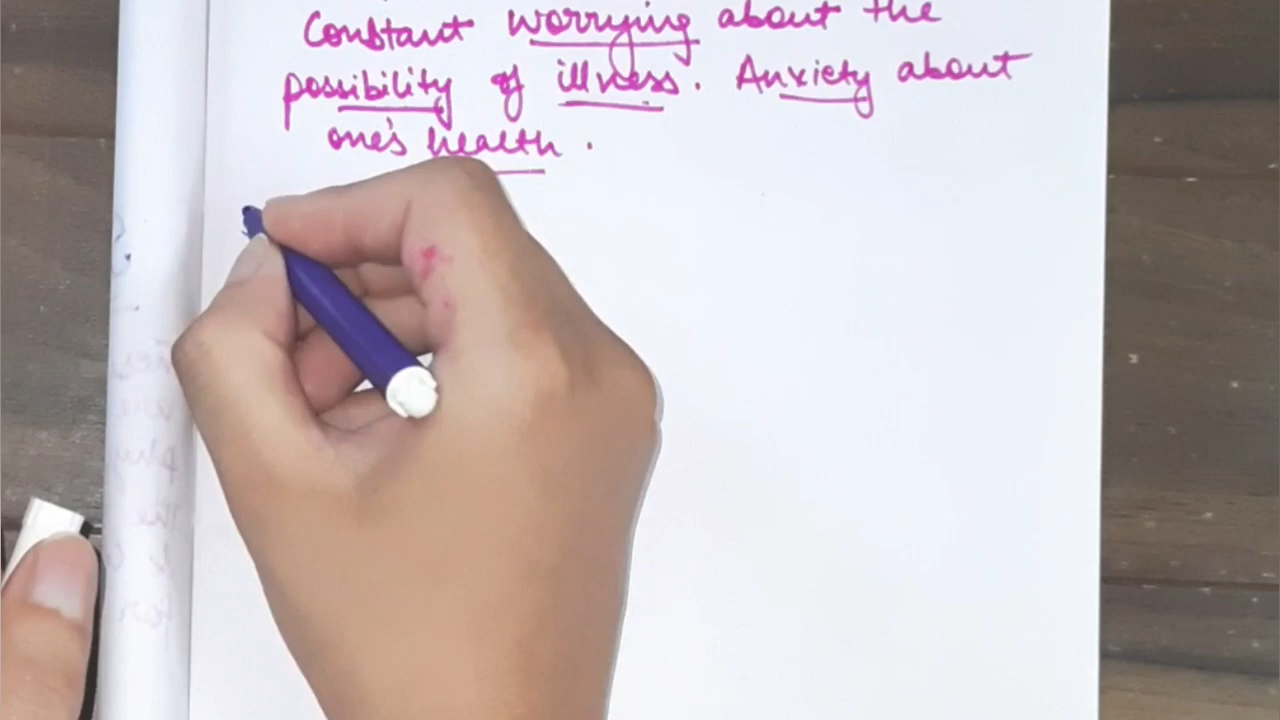 Constant worrying about the
possibility of illness. Anxiety about
one's health.